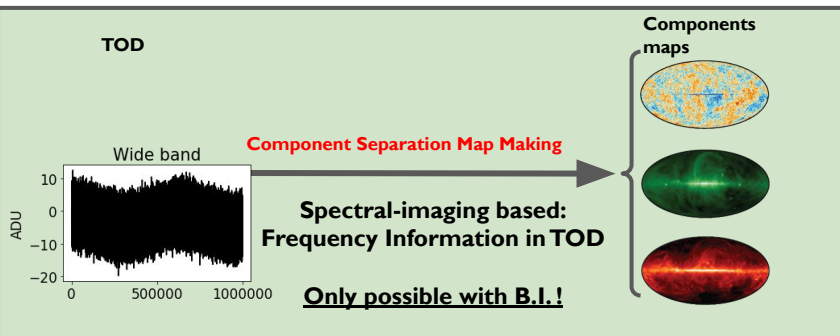 TOD
Components
maps
Component Separation Map Making
Wide band
ADU
10
0
−10
−20
0
500000
1000000
Spectral-imaging based:
Frequency Information in TOD
Only possible with B.I. !